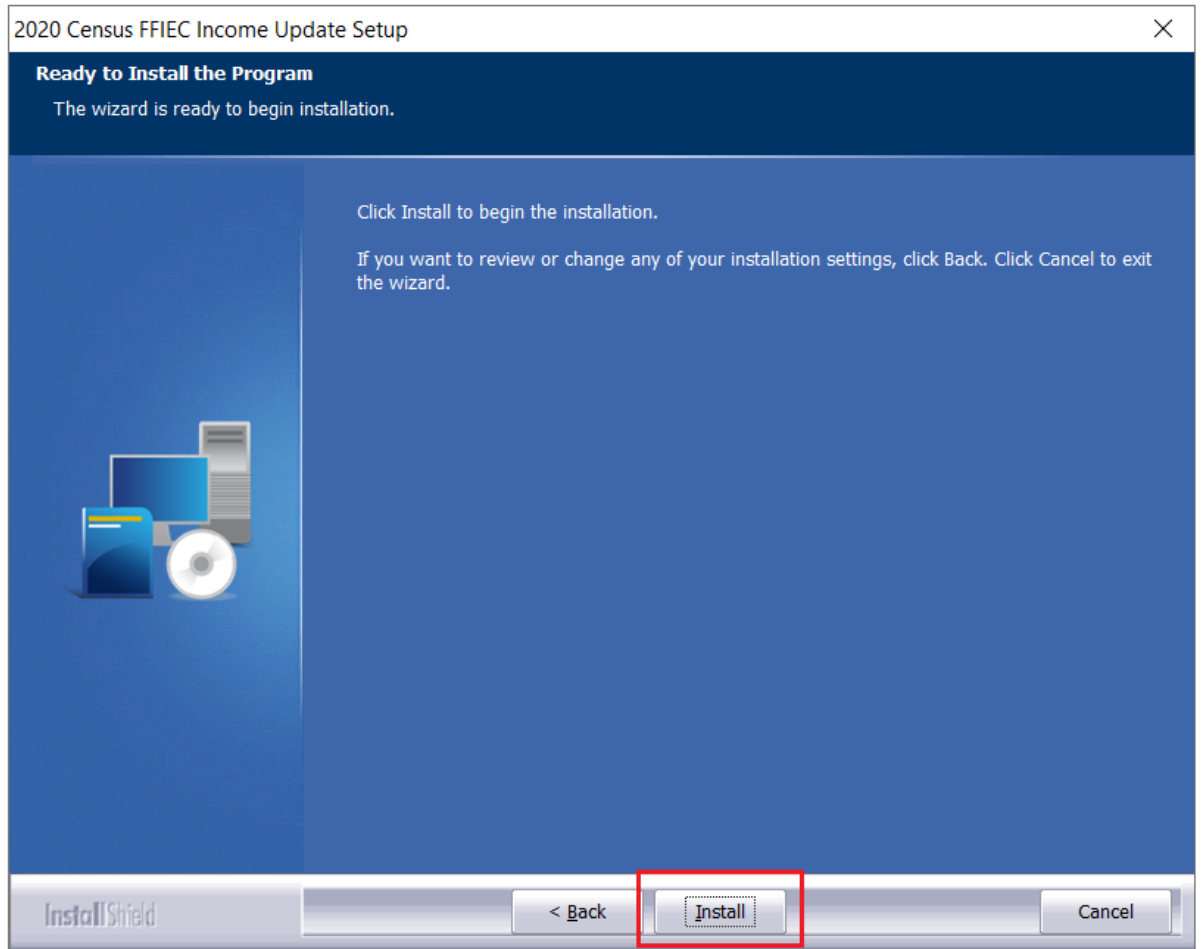 2020 Census FFIEC Income Update Setup
Ready to Install the Program
The wizard is ready to begin installation.
Click Install to begin the installation.
If you want to review or change any of your installation settings, click Back. Click Cancel to exit
the wizard.
InstallShield
< Back
Install
Cancel